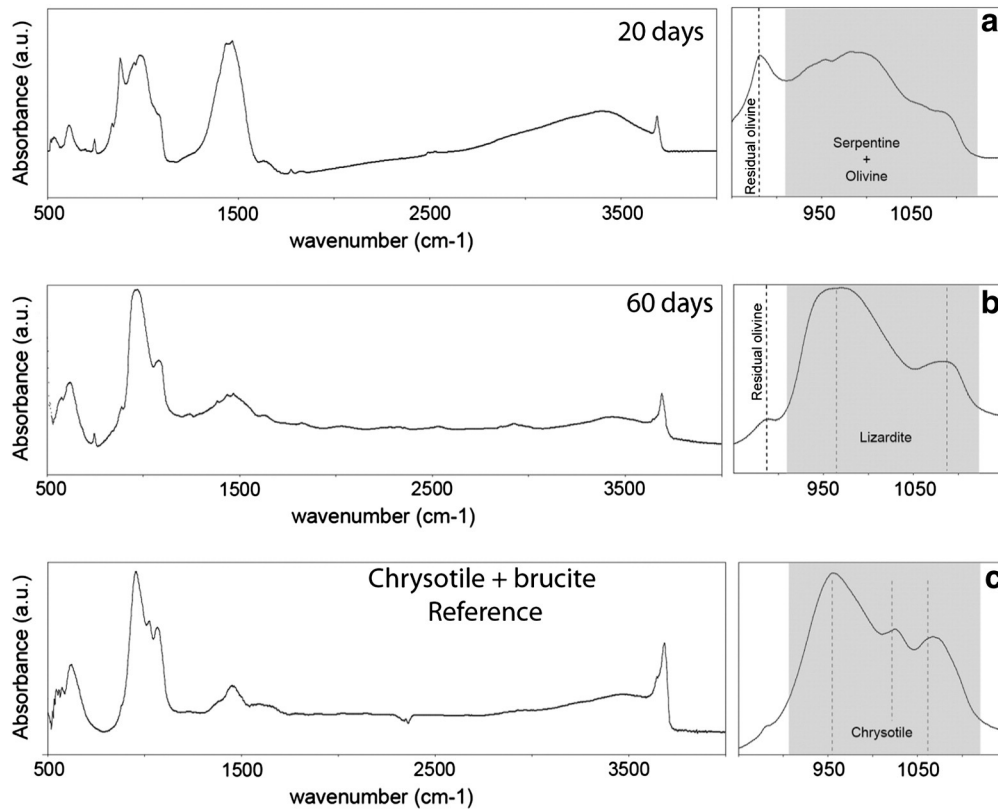 20 days
Absorbance (a.u.)
500 1500 2500 3500
wavenumber (cm-1)
a
Residual olivine
Serpentine
+
Olivine
950 1050
60 days
Absorbance (a.u.)
500 1500 2500 3500
wavenumber (cm-1)
b
Residual olivine
Lizardite
950 1050
Chrysotile + brucite
Reference
Absorbance (a.u.)
500 1500 2500 3500
wavenumber (cm-1)
c
Chrysotile
950 1050